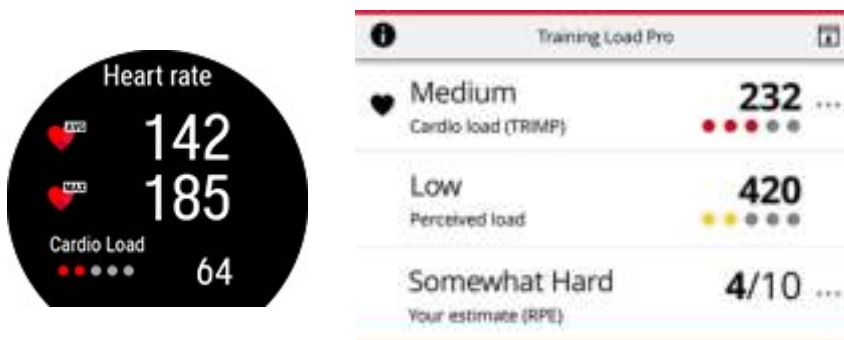 Heart rate
AVG 142
MAX 185
Cardio Load
64
Training Load Pro
Medium 232 ...
Cardio load (TRIMP)
Low 420
Perceived load
Somewhat Hard 4/10 ...
Your estimate (RPE)